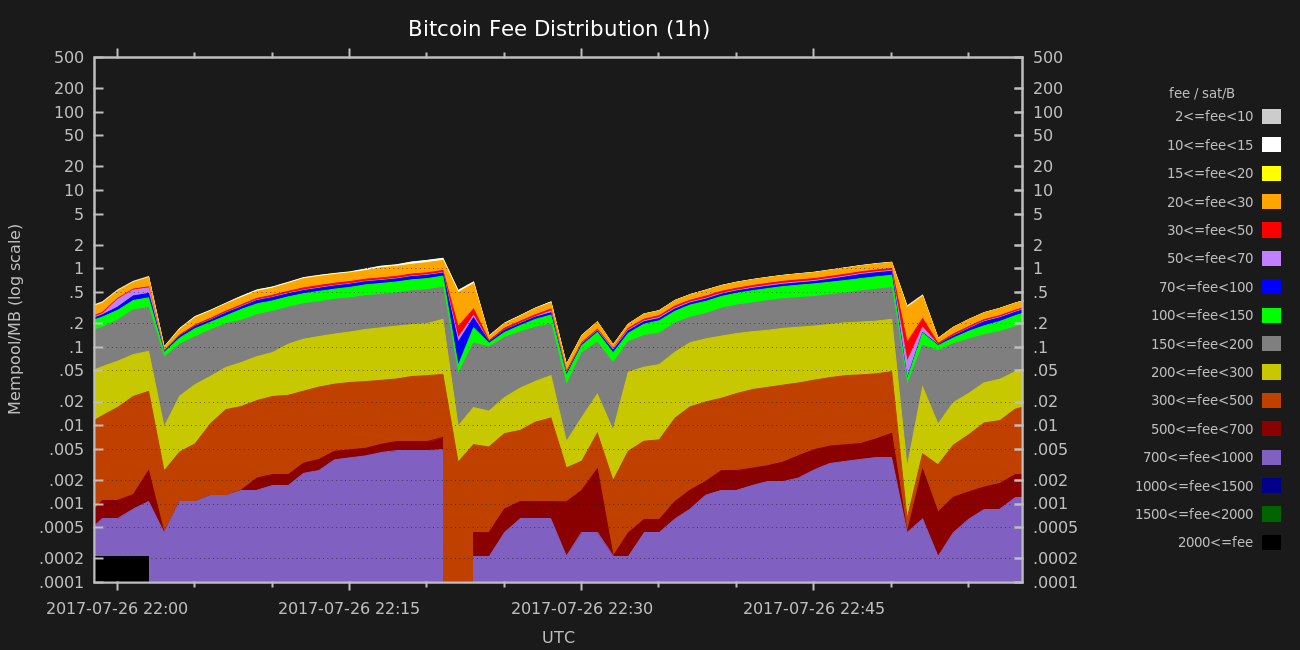 Bitcoin Fee Distribution (1h)
500
200
100
50
20
10
5
2
1
.5
.2
.1
.05
.02
.01
.005
.002
.001
.0005
.0002
.0001
Mempool/MB (log scale)
500
200
100
50
20
10
5
2
1
.5
.2
.1
.05
.02
.01
.005
.002
.001
.0005
.0002
.0001
2017-07-26 22:00
2017-07-26 22:15
2017-07-26 22:30
2017-07-26 22:45
UTC
fee / sat/B
2<=fee<10
10<=fee<15
15<=fee<20
20<=fee<30
30<=fee<50
50<=fee<70
70<=fee<100
100<=fee<150
150<=fee<200
200<=fee<300
300<=fee<500
500<=fee<700
700<=fee<1000
1000<=fee<1500
1500<=fee<2000
2000<=fee